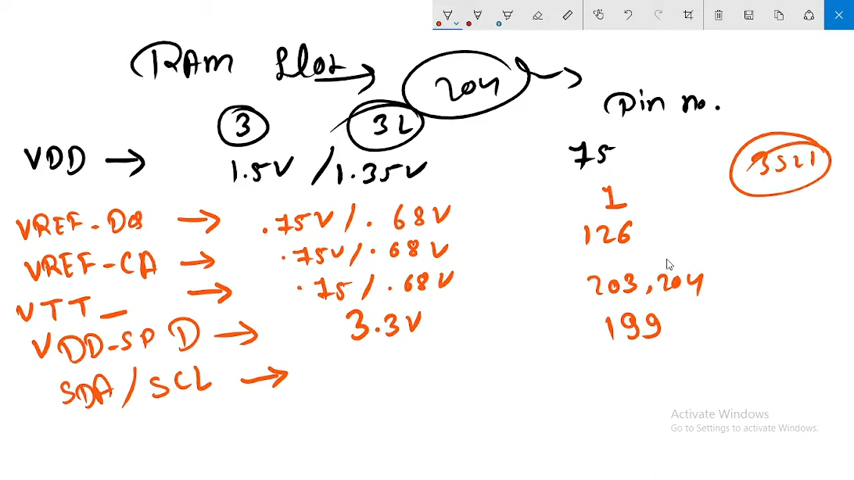 RAM Slot → 204 →
Pin no.
3 3L
VDD → 1.5V / 1.35V 75
3521
VREF-DQ → .75V / .68V 1
VREF-CA → .75V / .68V 126
VTT_ → .75 / .68V 203, 204
VDD-SPD → 3.3V 199
SDA / SCL →
Activate Windows
Go to Settings to activate Windows.